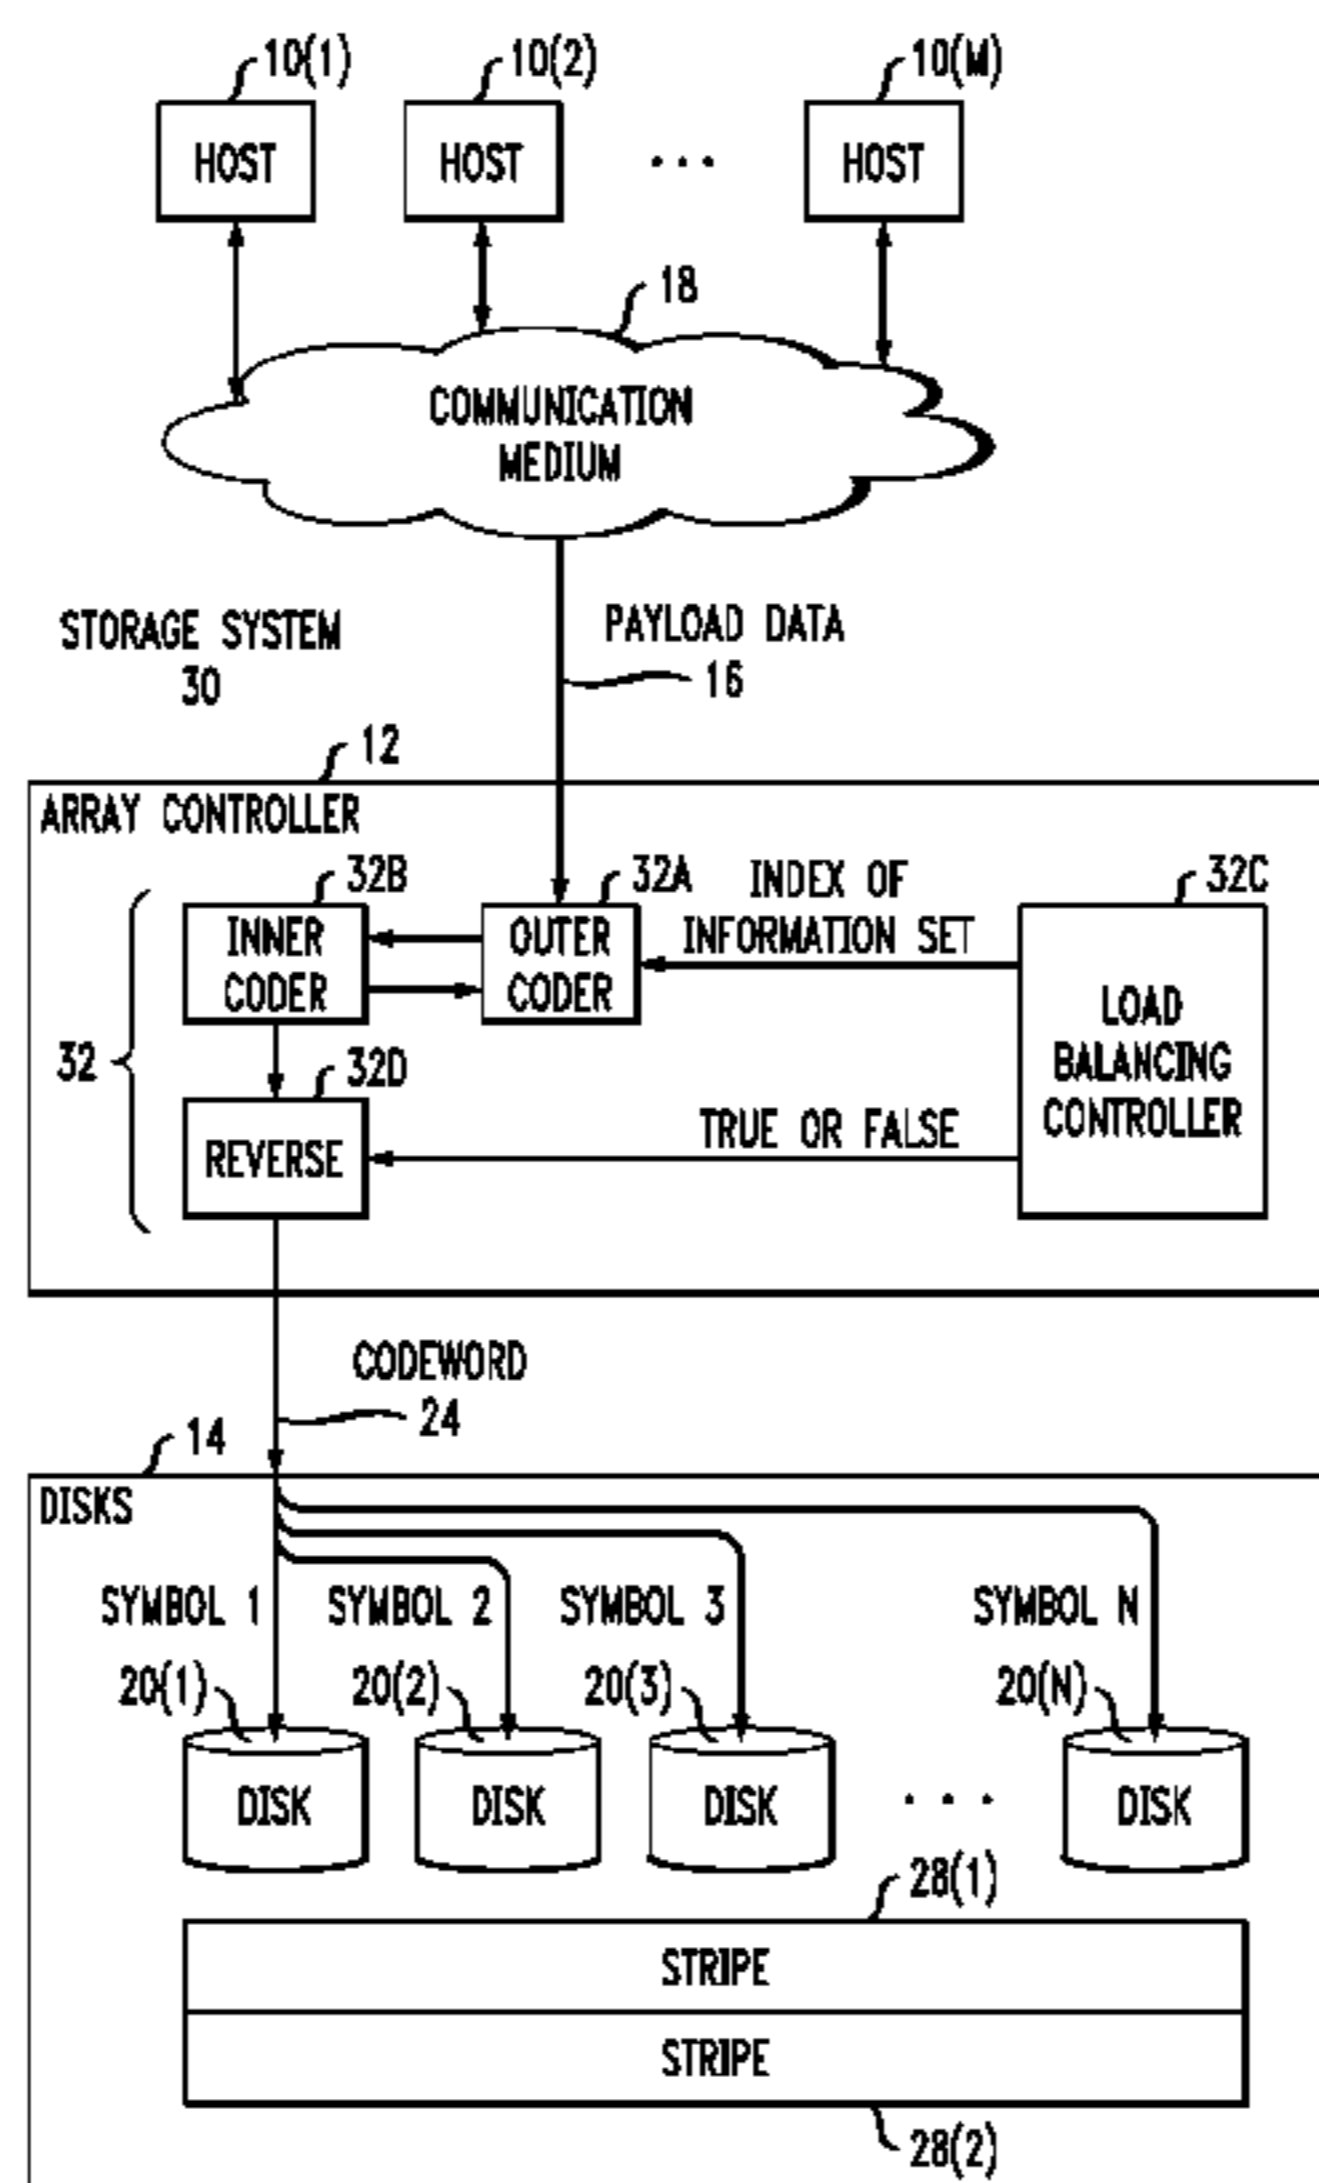 10(1)
10(2)
10(M)
HOST
HOST
...
HOST
18
COMMUNICATION
MEDIUM
STORAGE SYSTEM
30
PAYLOAD DATA
16
12
ARRAY CONTROLLER
32B
32A
INDEX OF
INFORMATION SET
32C
INNER
CODER
OUTER
CODER
LOAD
BALANCING
CONTROLLER
32
32D
REVERSE
TRUE OR FALSE
CODEWORD
24
14
DISKS
SYMBOL 1
SYMBOL 2
SYMBOL 3
SYMBOL N
20(1)
20(2)
20(3)
20(N)
DISK
DISK
DISK
...
DISK
28(1)
STRIPE
STRIPE
28(2)